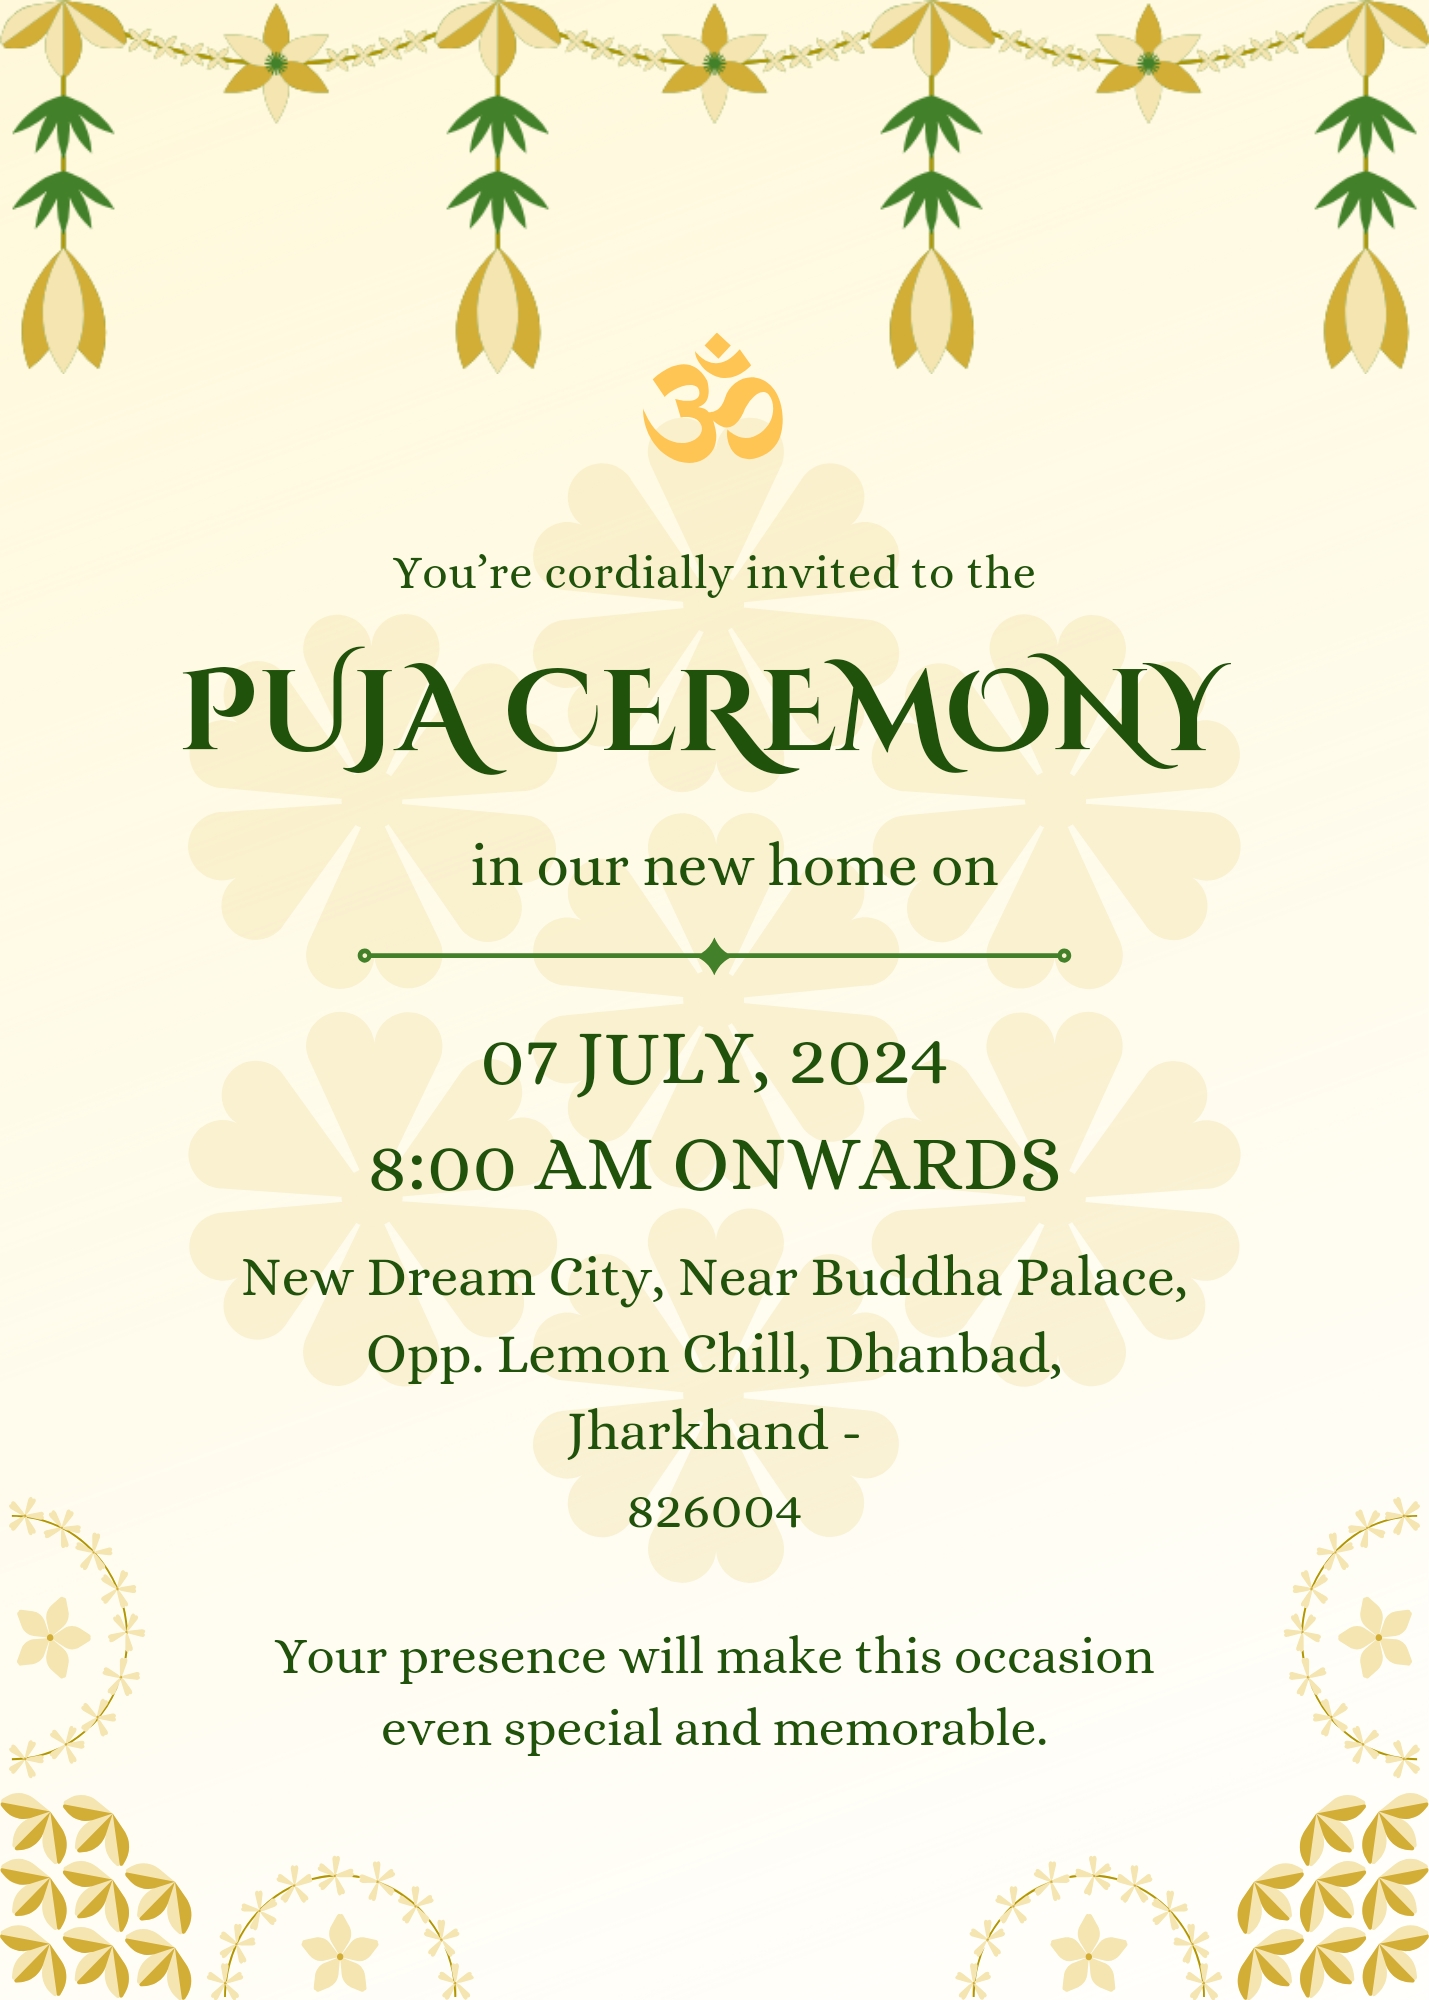 ॐ
You’re cordially invited to the
PUJA CEREMONY
in our new home on
07 JULY, 2024
8:00 AM ONWARDS
New Dream City, Near Buddha Palace,
Opp. Lemon Chill, Dhanbad,
Jharkhand -
826004
Your presence will make this occasion
even special and memorable.